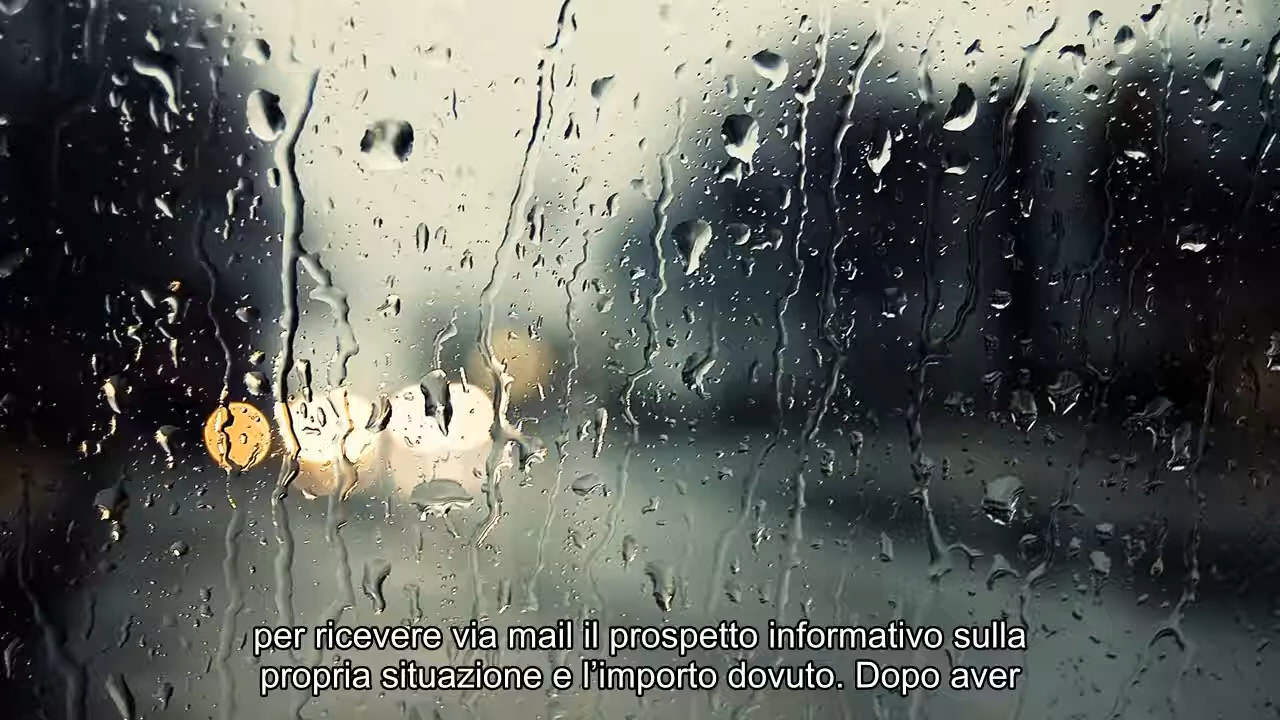 per ricevere via mail il prospetto informativo sulla
propria situazione e l’importo dovuto. Dopo aver